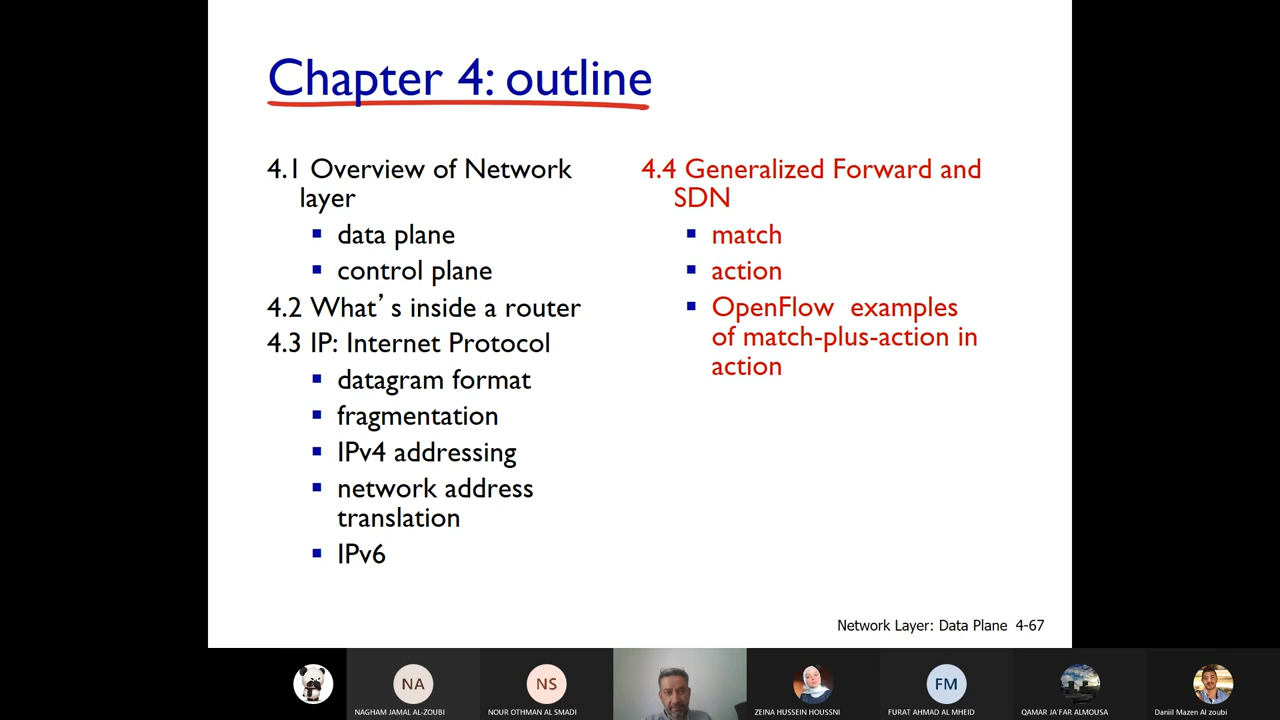 Chapter 4: outline
4.1 Overview of Network
layer
▪ data plane
▪ control plane
4.2 What's inside a router
4.3 IP: Internet Protocol
▪ datagram format
▪ fragmentation
▪ IPv4 addressing
▪ network address
translation
▪ IPv6
4.4 Generalized Forward and
SDN
▪ match
▪ action
▪ OpenFlow examples
of match-plus-action in
action
Network Layer: Data Plane 4-67
NA
NS
FM
NAGHAM JAMAL AL-ZOUBI
NOUR OTHMAN AL SMADI
ZEINA HUSSEIN HOUSSNI
FURAT AHMAD AL MHEID
QAMAR JA'FAR ALMOUSA
Daniil Mazen Al zoubi